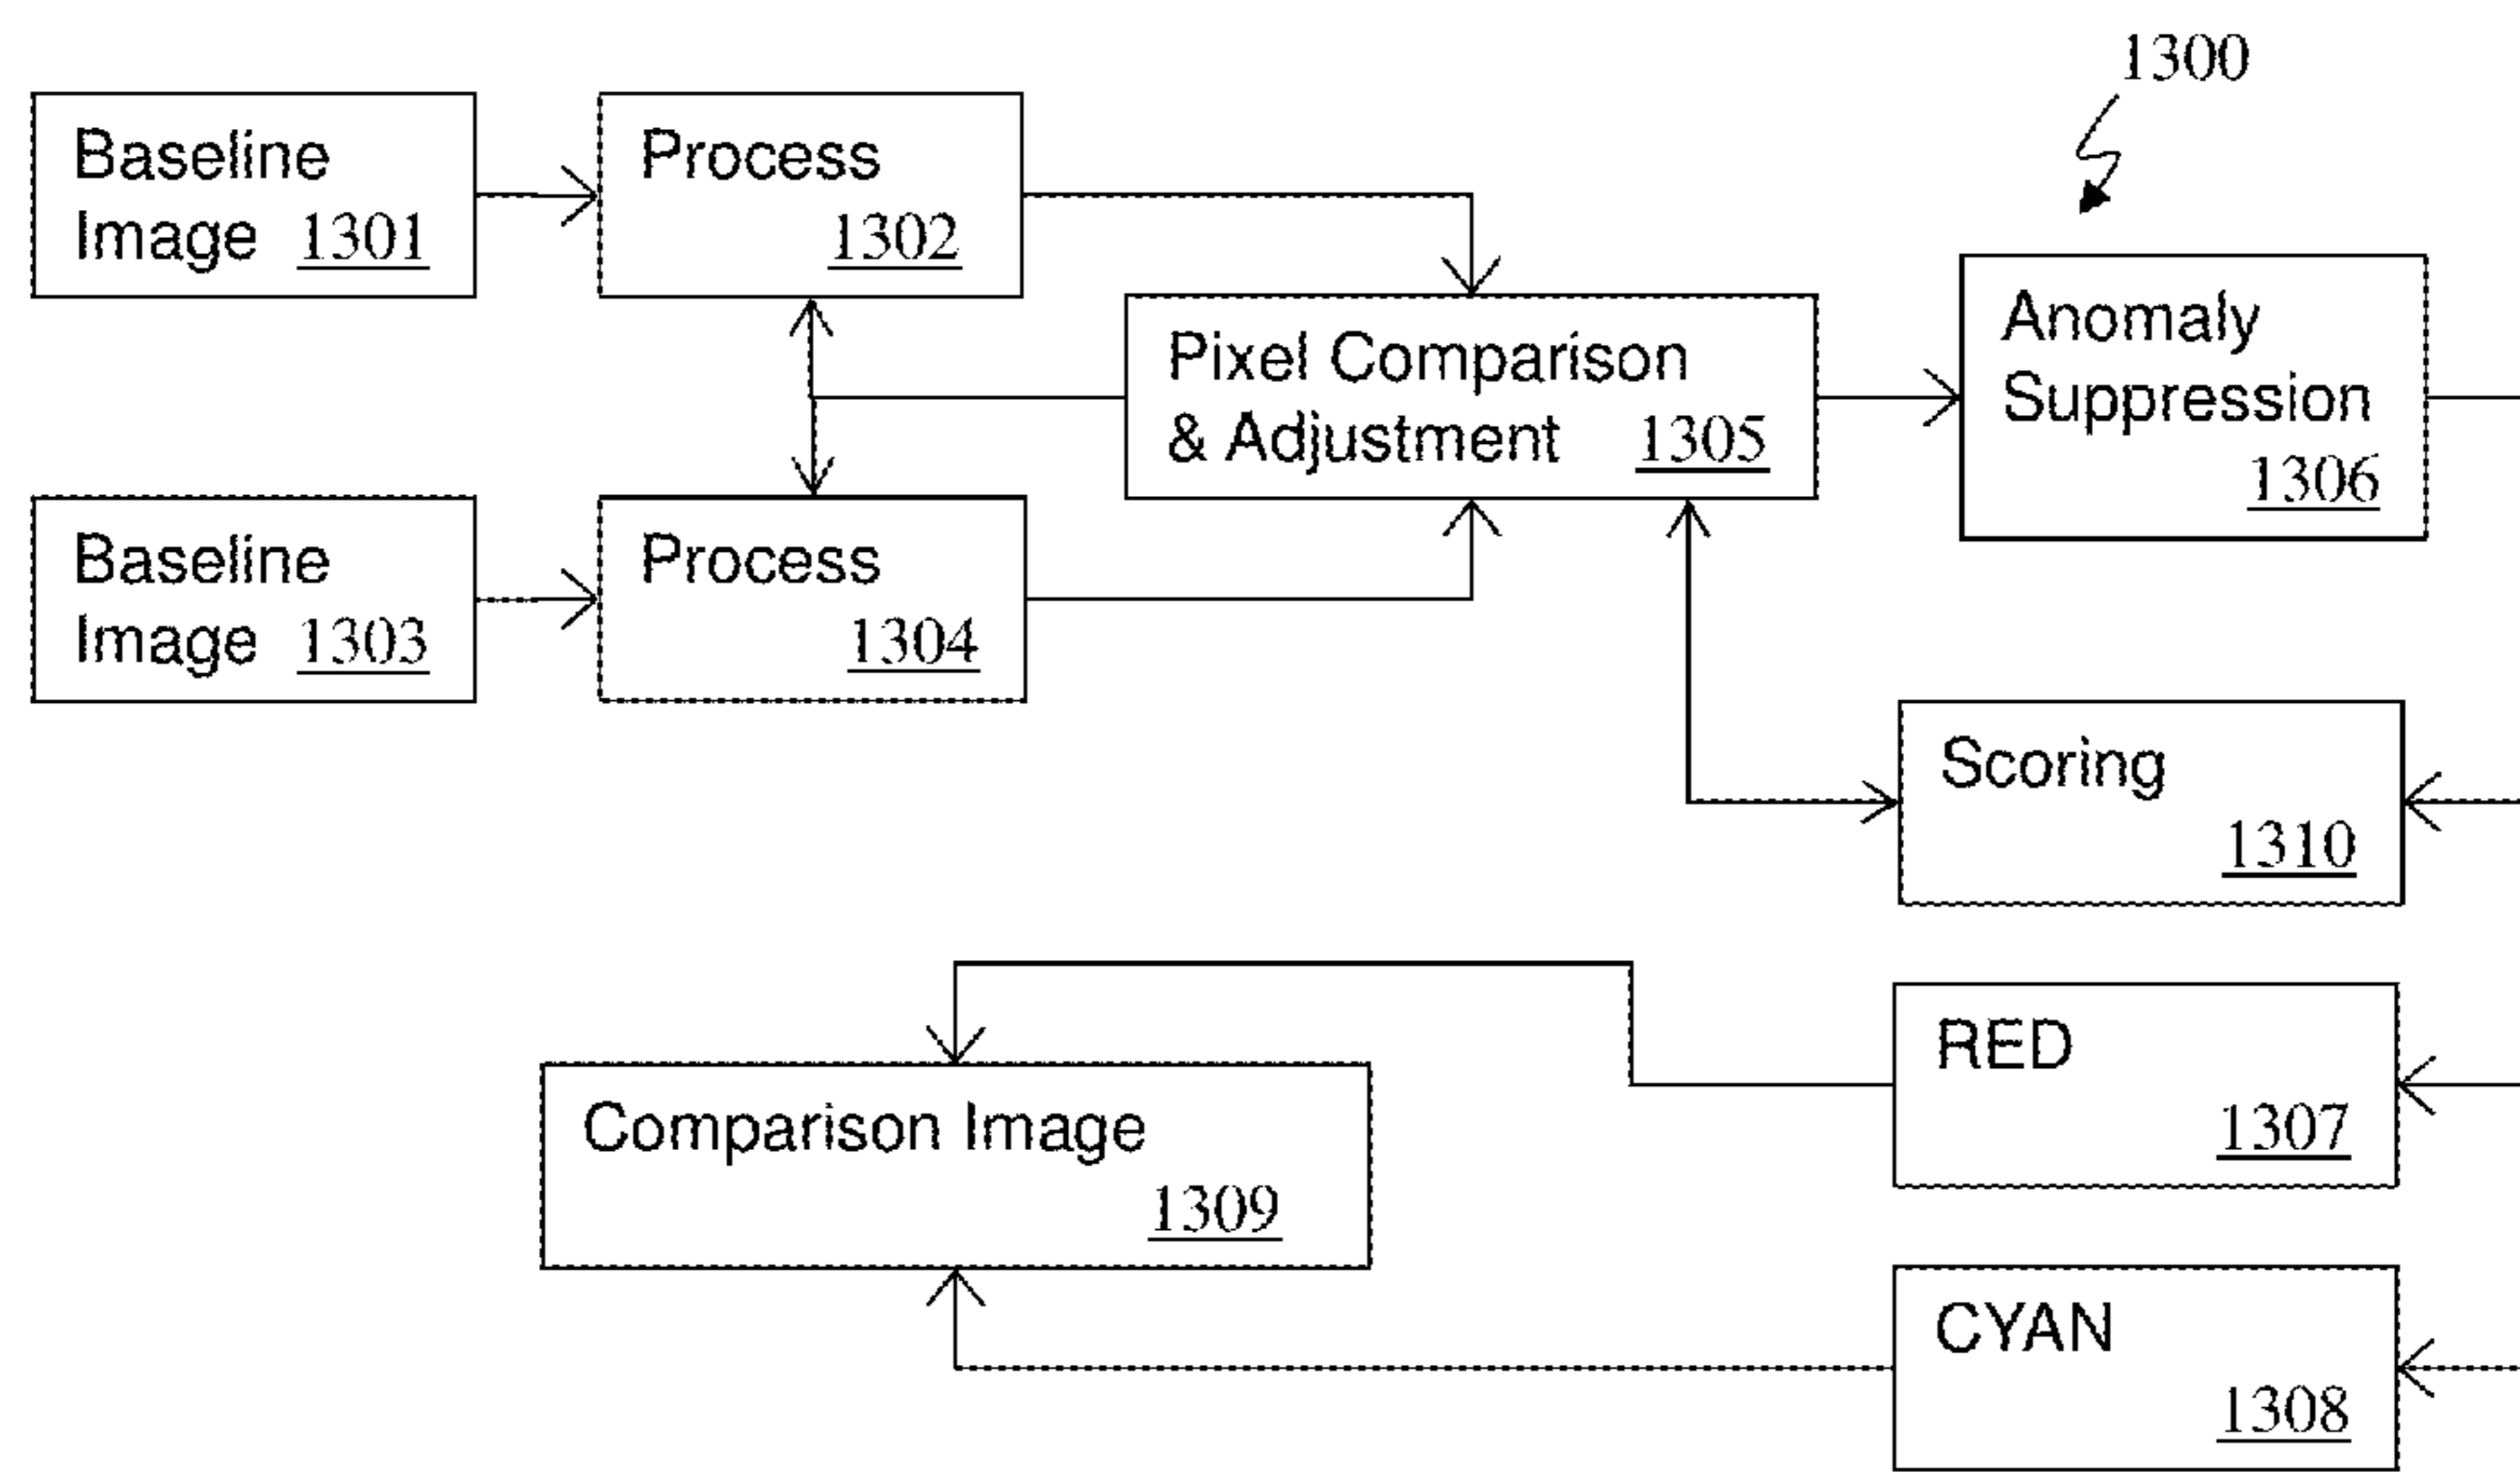 1300
Baseline
Image 1301
Process
1302
Pixel Comparison
& Adjustment 1305
Anomaly
Suppression
1306
Baseline
Image 1303
Process
1304
Scoring
1310
RED
1307
Comparison Image
1309
CYAN
1308